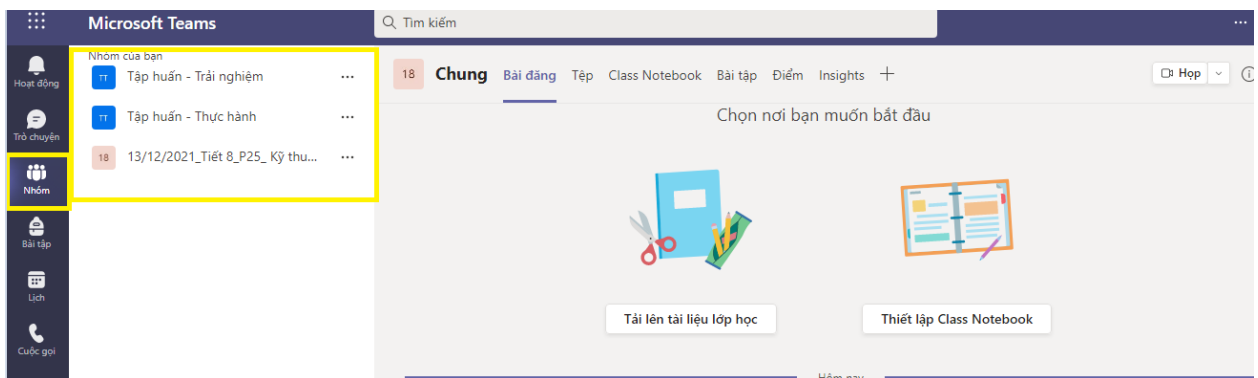 Microsoft Teams
Tìm kiếm
Hoạt động
Trò chuyện
Nhóm
Bài tập
Lịch
Cuộc gọi
Nhóm của bạn
TT Tập huấn - Trải nghiệm ...
TT Tập huấn - Thực hành ...
18 13/12/2021_Tiết 8_P25_ Kỹ thu... ...
18 Chung Bài đăng Tệp Class Notebook Bài tập Điểm Insights + Họp
Chọn nơi bạn muốn bắt đầu
Tải lên tài liệu lớp học
Thiết lập Class Notebook
Hôm nay